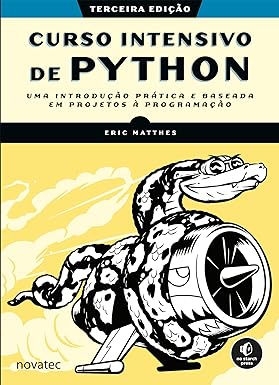 TERCEIRA EDIÇÃO
CURSO INTENSIVO
DE PYTHON
UMA INTRODUÇÃO PRÁTICA E BASEADA
EM PROJETOS À PROGRAMAÇÃO
ERIC MATTHES
novatec
no starch
press